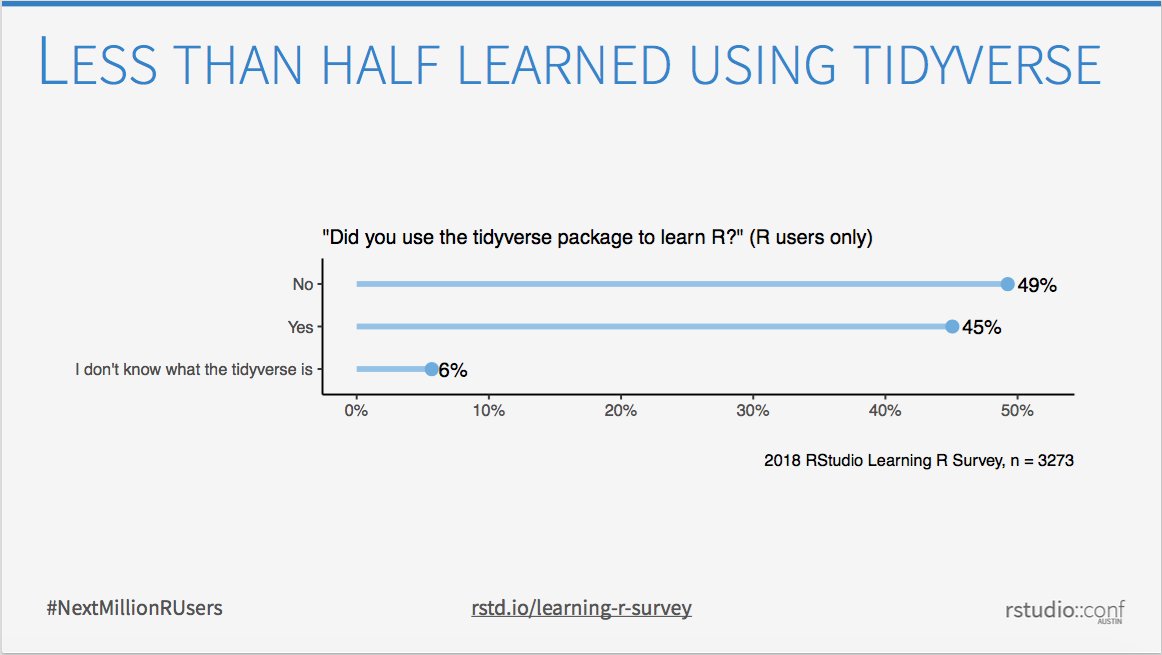 LESS THAN HALF LEARNED USING TIDYVERSE
"Did you use the tidyverse package to learn R?" (R users only)
No 49%
Yes 45%
I don't know what the tidyverse is 6%
0% 10% 20% 30% 40% 50%
2018 RStudio Learning R Survey, n = 3273
#NextMillionRUsers rstd.io/learning-r-survey rstudio::conf
AUSTIN